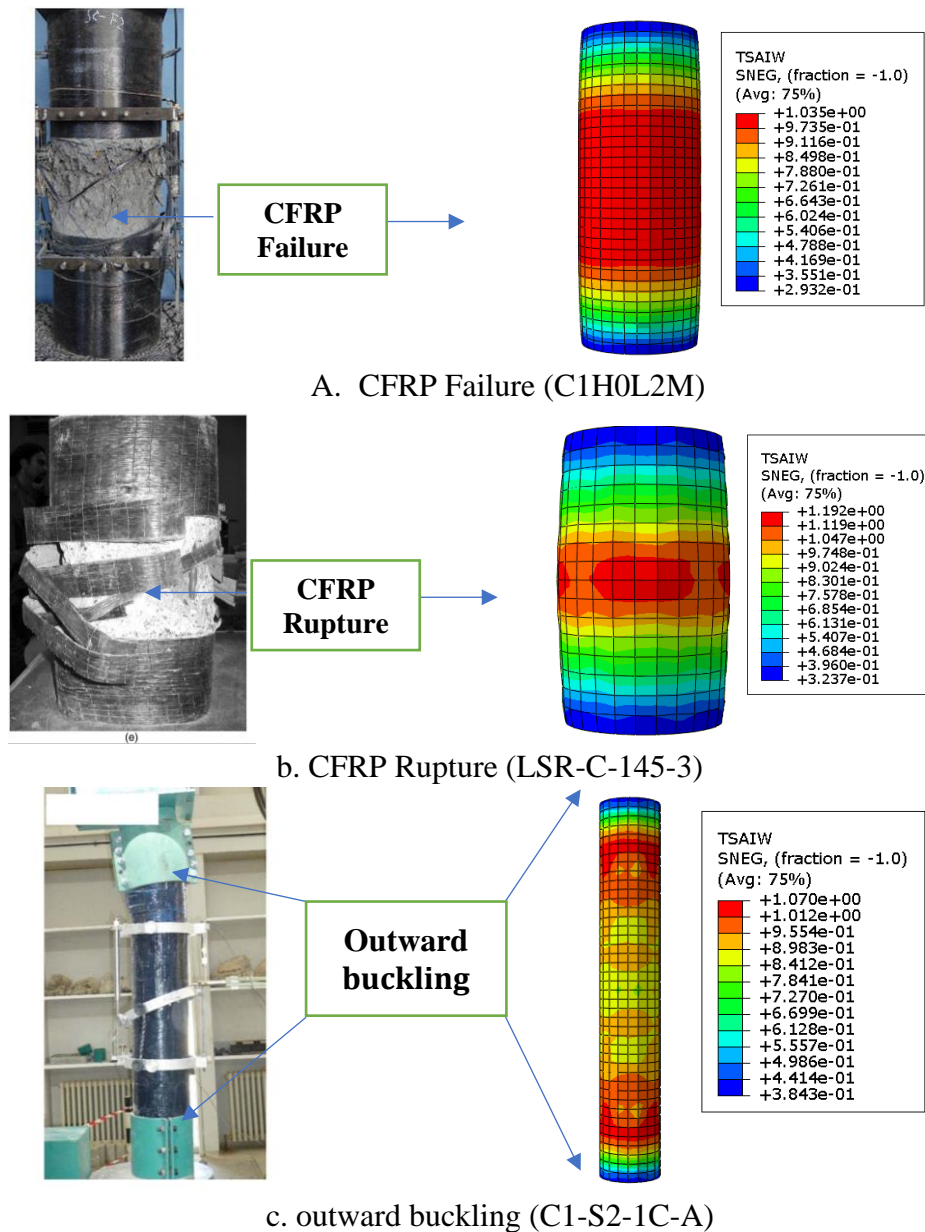 SC-F2
TSAIW
SNEG, (fraction = -1.0)
(Avg: 75%)
+1.035e+00
+9.735e-01
+9.116e-01
+8.498e-01
+7.880e-01
+7.261e-01
+6.643e-01
+6.024e-01
+5.406e-01
+4.788e-01
+4.169e-01
+3.551e-01
+2.932e-01
CFRP
Failure
A. CFRP Failure (C1H0L2M)
TSAIW
SNEG, (fraction = -1.0)
(Avg: 75%)
+1.192e+00
+1.119e+00
+1.047e+00
+9.748e-01
+9.024e-01
+8.301e-01
+7.578e-01
+6.854e-01
+6.131e-01
+5.407e-01
+4.684e-01
+3.960e-01
+3.237e-01
CFRP
Rupture
(e)
b. CFRP Rupture (LSR-C-145-3)
TSAIW
SNEG, (fraction = -1.0)
(Avg: 75%)
+1.070e+00
+1.012e+00
+9.554e-01
+8.983e-01
+8.412e-01
+7.841e-01
+7.270e-01
+6.699e-01
+6.128e-01
+5.557e-01
+4.986e-01
+4.414e-01
+3.843e-01
Outward
buckling
c. outward buckling (C1-S2-1C-A)